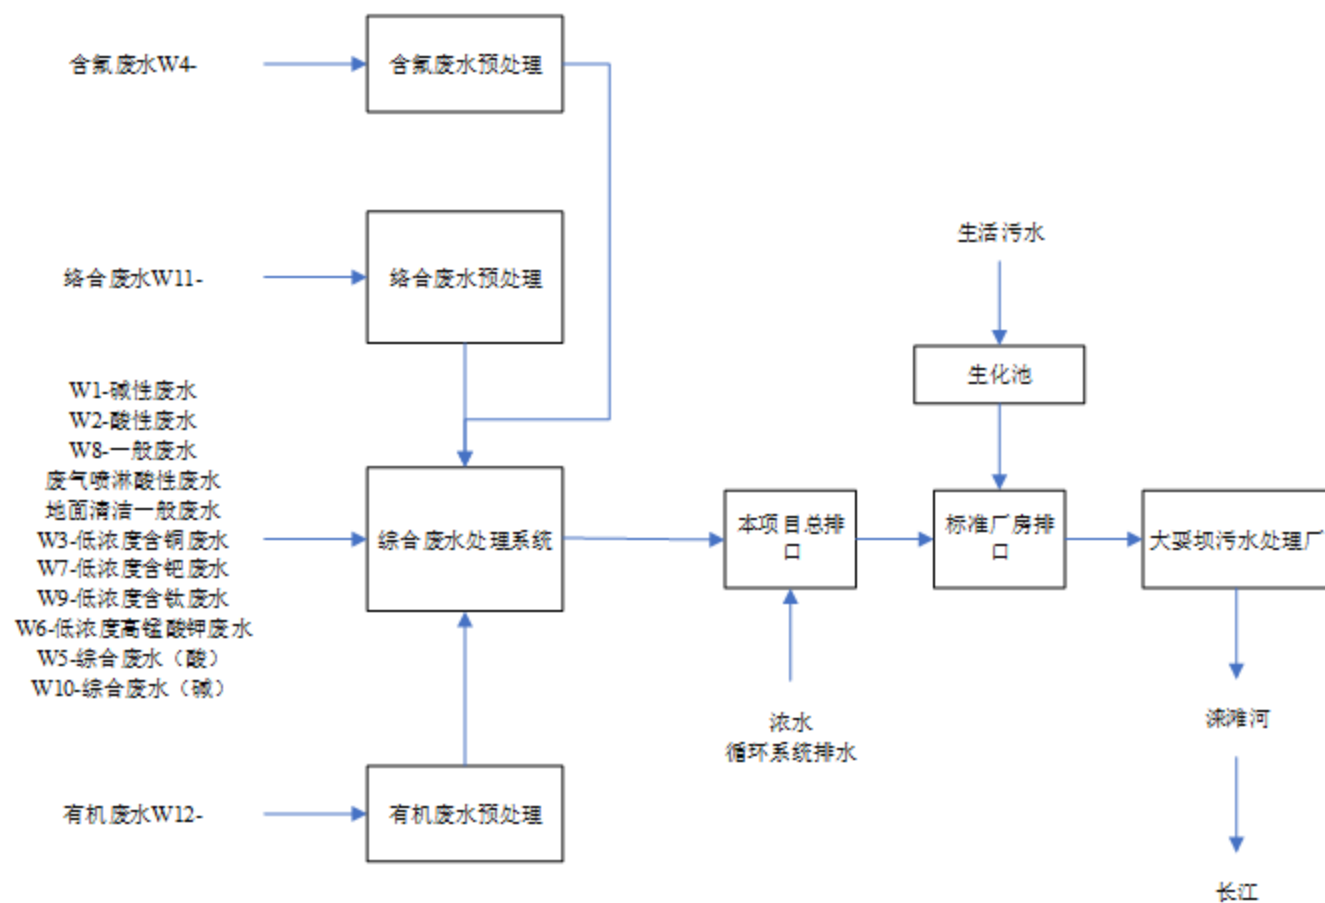 含氟废水W4-
含氟废水预处理
络合废水W11-
络合废水预处理
生活污水
生化池
W1-碱性废水
W2-酸性废水
W8-一般废水
废气喷淋酸性废水
地面清洁一般废水
W3-低浓度含铜废水
W7-低浓度含钯废水
W9-低浓度含钛废水
W6-低浓度高锰酸钾废水
W5-综合废水（酸）
W10-综合废水（碱）
综合废水处理系统
本项目总排
口
标准厂房排
口
大耍坝污水处理厂
浓水
循环系统排水
涞滩河
有机废水W12-
有机废水预处理
长江